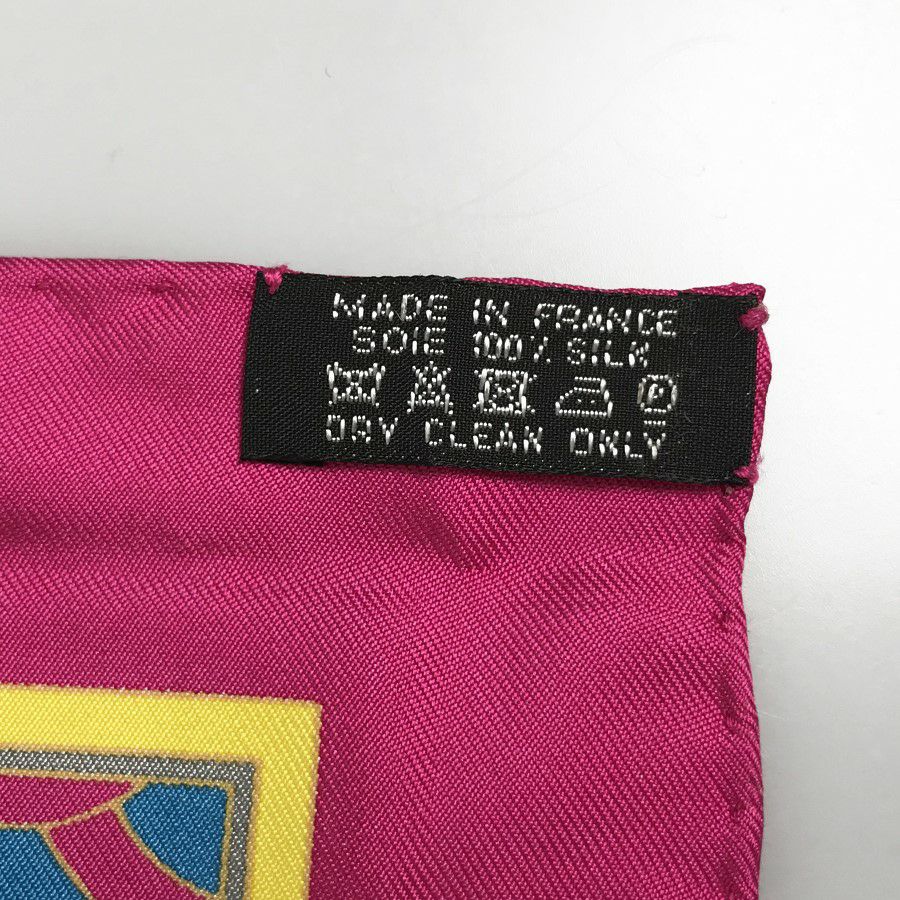 MADE IN FRANCE
SOIE 100% SILK
P
DRY CLEAN ONLY